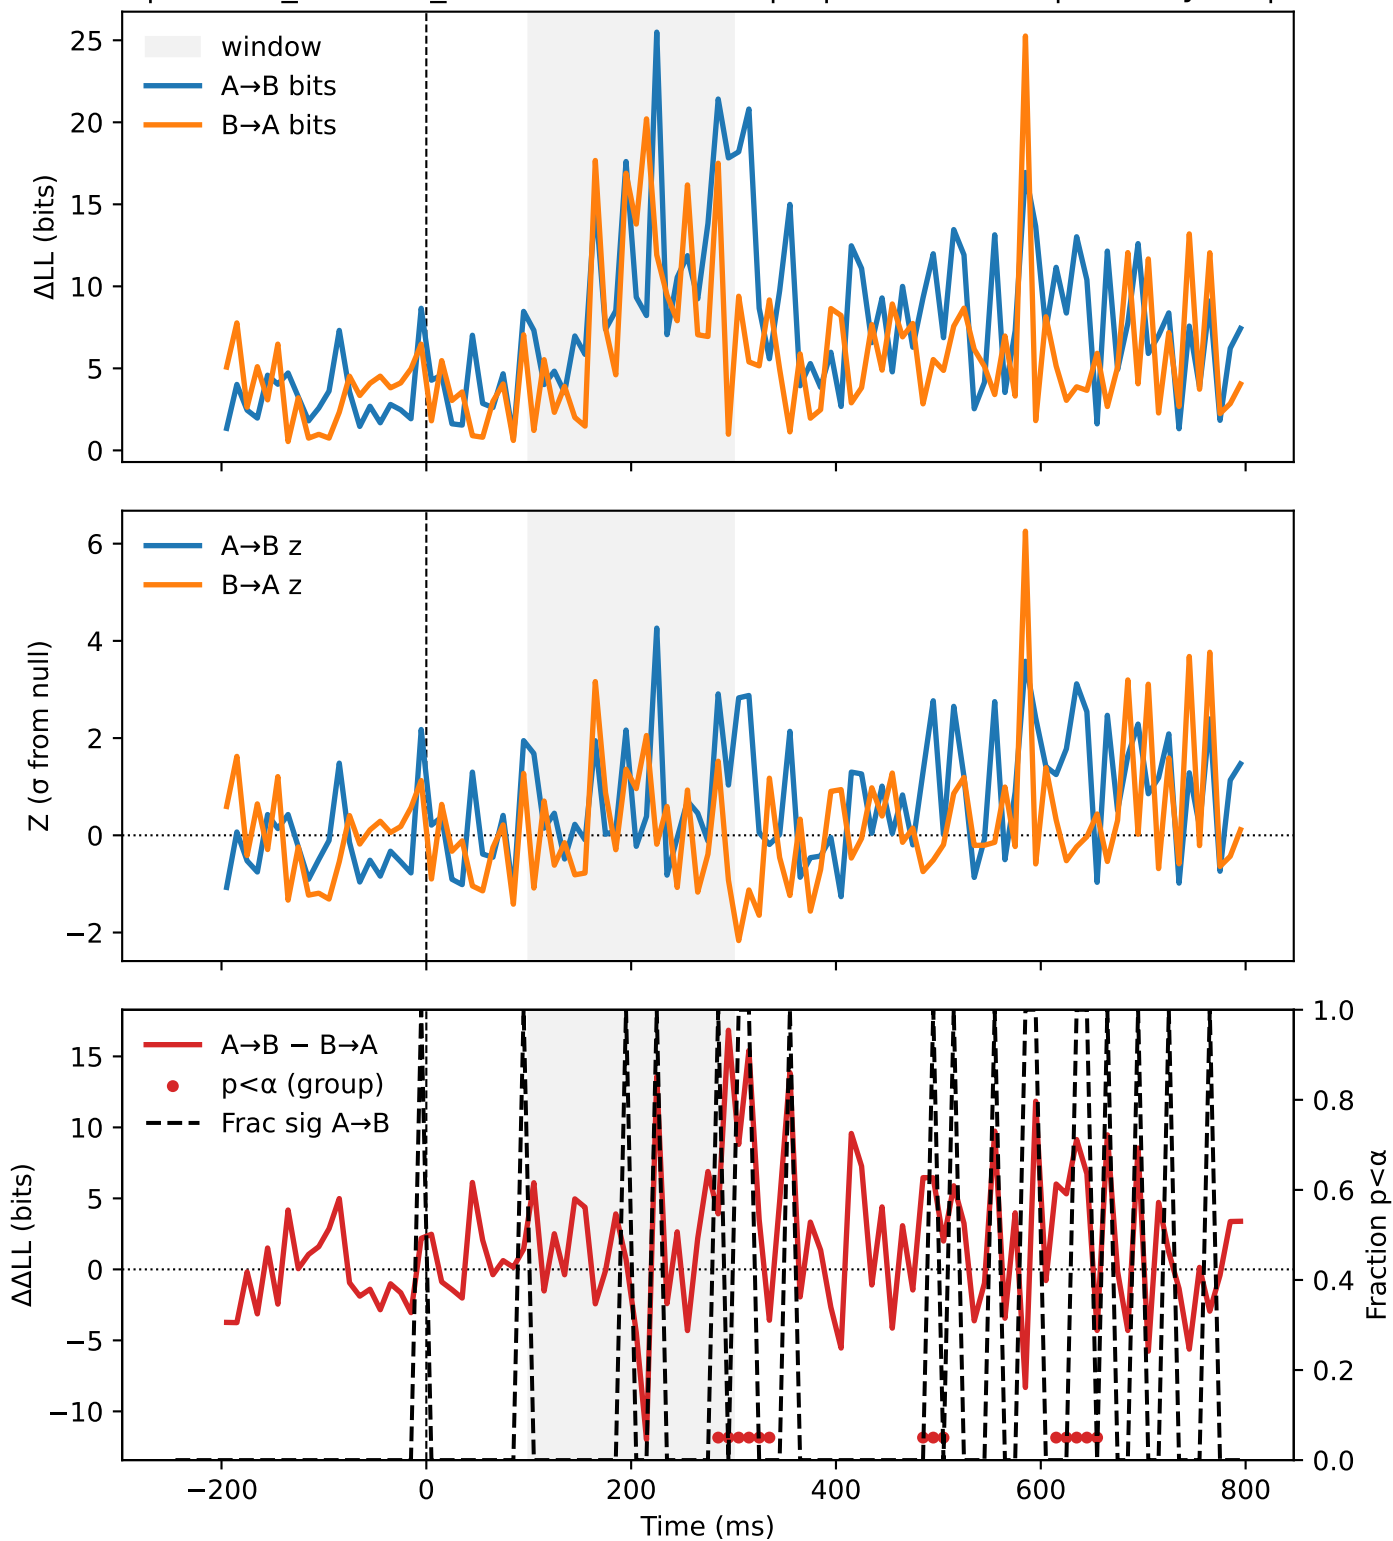 25
20
15
10
5
0
ΔLL (bits)
window
A→B bits
B→A bits
6
4
2
0
−2
Z (σ from null)
A→B z
B→A z
15
10
5
0
−5
−10
ΔΔLL (bits)
A→B − B→A
p<α (group)
Frac sig A→B
1.0
0.8
0.6
0.4
0.2
0.0
Fraction p<α
−200
0
200
400
600
800
Time (ms)